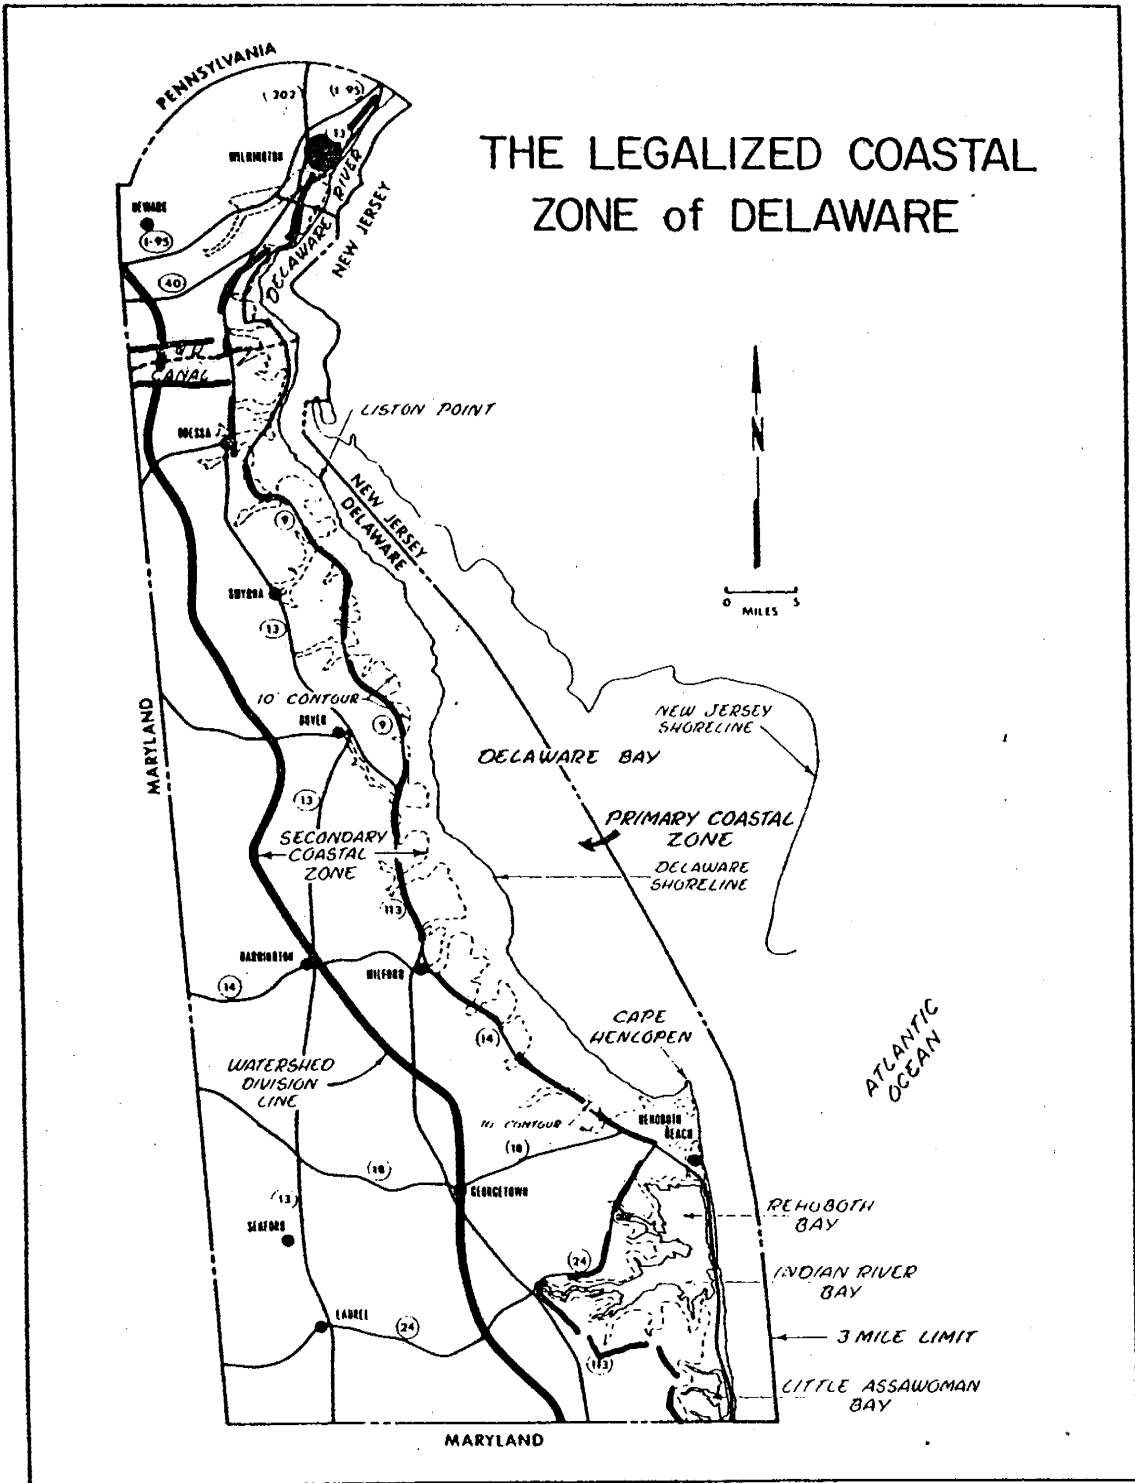 THE LEGALIZED COASTAL
ZONE of DELAWARE
PENNSYLVANIA
(202)
(I-95)
13
WILMINGTON
DELAWARE RIVER
NEW JERSEY
NEWARK
I-95
40
C & D
CANAL
LISTON POINT
ODESSA
NEW JERSEY
DELAWARE
9
N
SMYRNA
0 5
MILES
13
10' CONTOUR
DOVER
9
MARYLAND
NEW JERSEY
SHORELINE
DELAWARE BAY
13
PRIMARY COASTAL
ZONE
SECONDARY
COASTAL
ZONE
DELAWARE
SHORELINE
113
HARRINGTON
MILFORD
14
CAPE
HENLOPEN
14
ATLANTIC
OCEAN
WATERSHED
DIVISION
LINE
10' CONTOUR
REHOBOTH
BEACH
(18)
(18)
GEORGETOWN
(13)
REHOBOTH
BAY
SEAFORD
24
INDIAN RIVER
BAY
LAUREL
24
3 MILE LIMIT
113
LITTLE ASSAWOMAN
BAY
MARYLAND